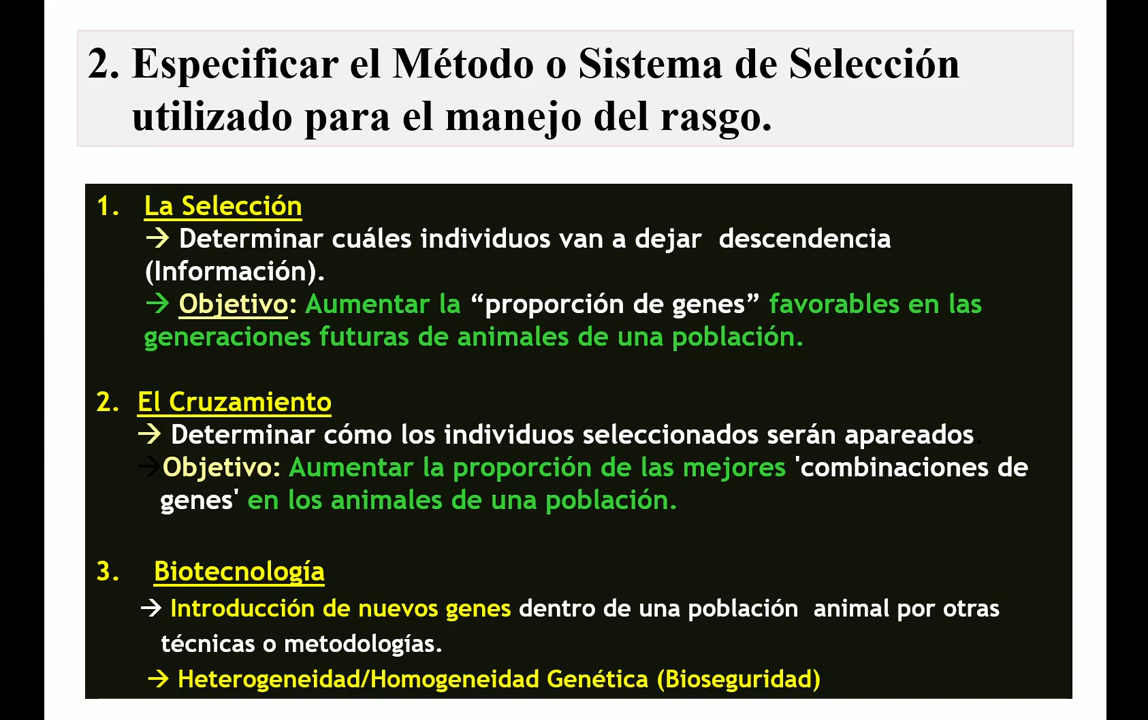 2. Especificar el Método o Sistema de Selección
utilizado para el manejo del rasgo.
1. La Selección
→ Determinar cuáles individuos van a dejar descendencia
(Información).
→ Objetivo: Aumentar la “proporción de genes” favorables en las
generaciones futuras de animales de una población.
2. El Cruzamiento
→ Determinar cómo los individuos seleccionados serán apareados.
→Objetivo: Aumentar la proporción de las mejores 'combinaciones de
genes' en los animales de una población.
3. Biotecnología
→ Introducción de nuevos genes dentro de una población animal por otras
técnicas o metodologías.
→ Heterogeneidad/Homogeneidad Genética (Bioseguridad)